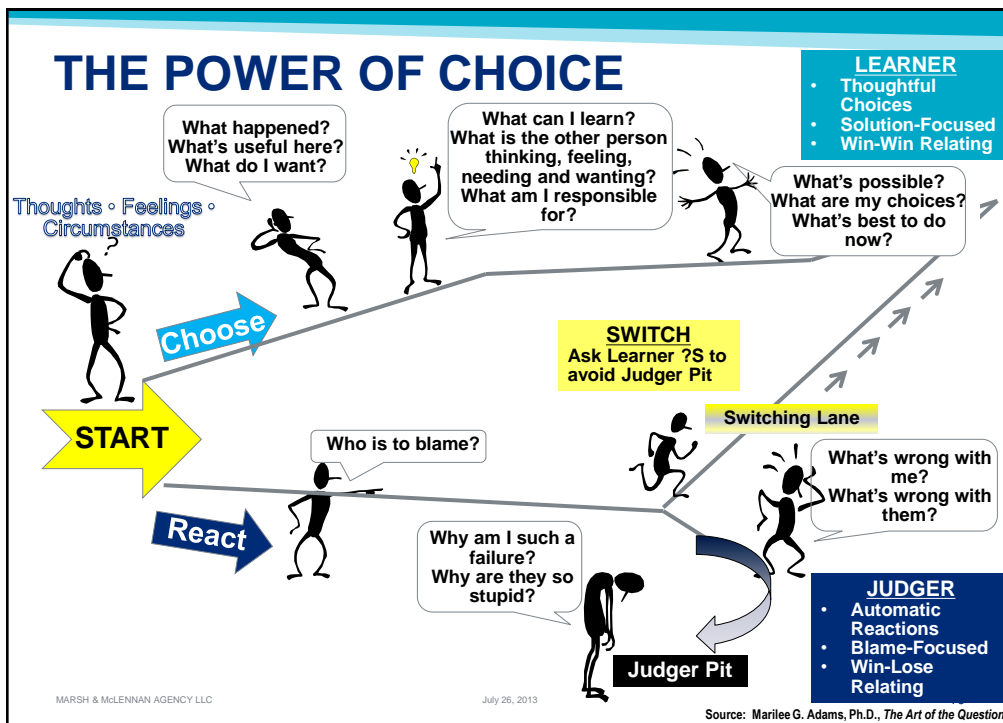 THE POWER OF CHOICE
LEARNER
• Thoughtful
Choices
• Solution-Focused
• Win-Win Relating
What happened?
What's useful here?
What do I want?
What can I learn?
What is the other person
thinking, feeling,
needing and wanting?
What am I responsible
for?
What's possible?
What are my choices?
What's best to do
now?
Thoughts • Feelings •
Circumstances
?
Choose
START
SWITCH
Ask Learner ?S to
avoid Judger Pit
Switching Lane
Who is to blame?
React
What's wrong with
me?
What's wrong with
them?
Why am I such a
failure?
Why are they so
stupid?
Judger Pit
JUDGER
• Automatic
Reactions
• Blame-Focused
• Win-Lose
Relating
MARSH & McLENNAN AGENCY LLC
July 26, 2013
Source: Marilee G. Adams, Ph.D., The Art of the Question